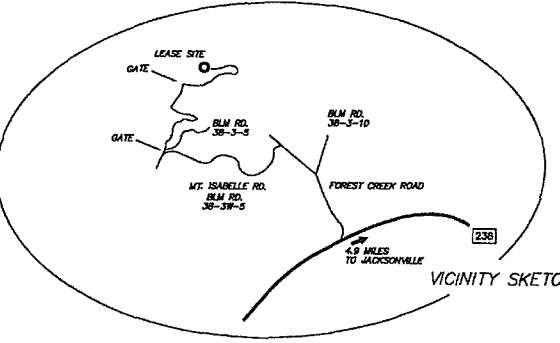 LEASE SITE
GATE
BLM RD.
38-3-5
BLM RD.
38-3-10
GATE
MT. ISABELLE RD.
BLM RD.
38-3W-5
FOREST CREEK ROAD
238
4.9 MILES
TO JACKSONVILLE
VICINITY SKETC